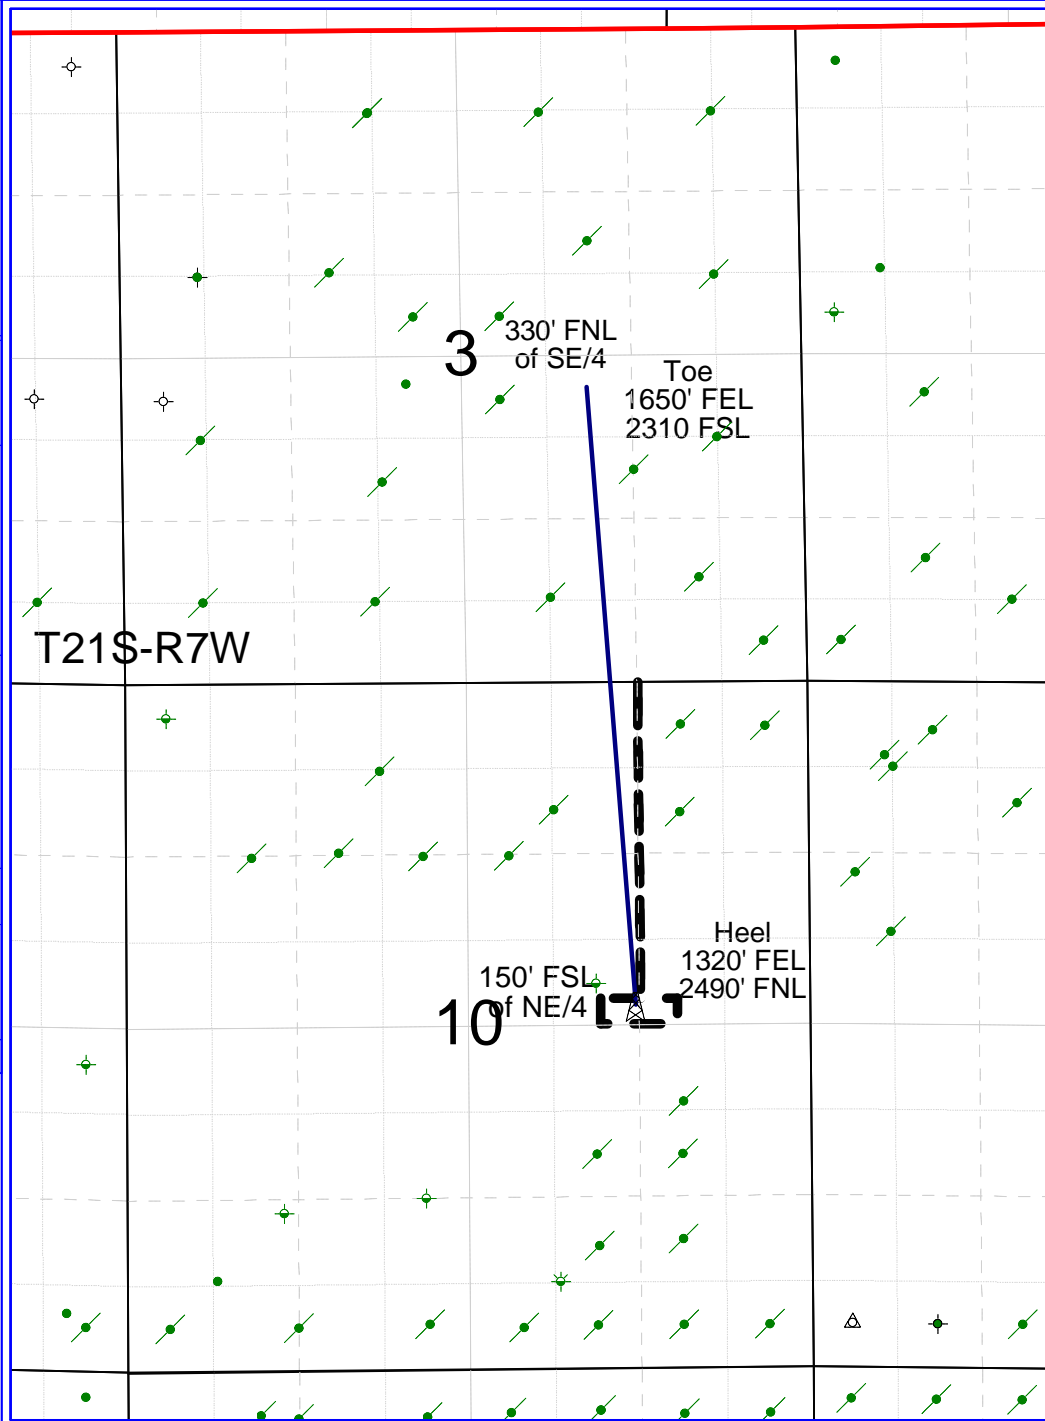 3
330' FNL
of SE/4
Toe
1650' FEL
2310 FSL
T21S-R7W
Heel
1320' FEL
2490' FNL
150' FSL
of NE/4
10